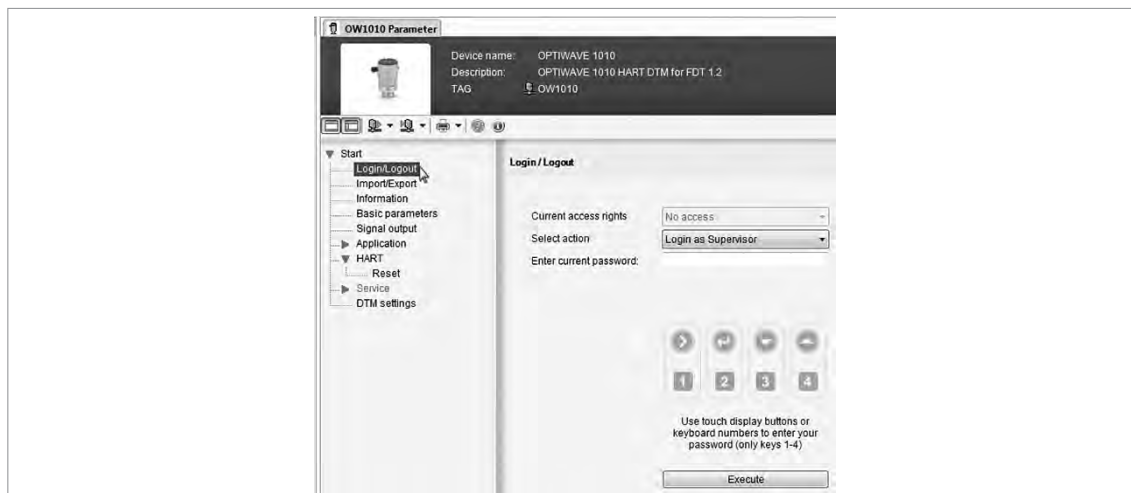 OW1010 Parameter
Device name: OPTIWAVE 1010
Description: OPTIWAVE 1010 HART DTM for FDT 1.2
TAG OW1010
Start
Login/Logout
Import/Export
Information
Basic parameters
Signal output
Application
HART
Reset
Service
DTM settings
Login / Logout
Current access rights No access
Select action Login as Supervisor
Enter current password:
1 2 3 4
Use touch display buttons or
keyboard numbers to enter your
password (only keys 1-4)
Execute